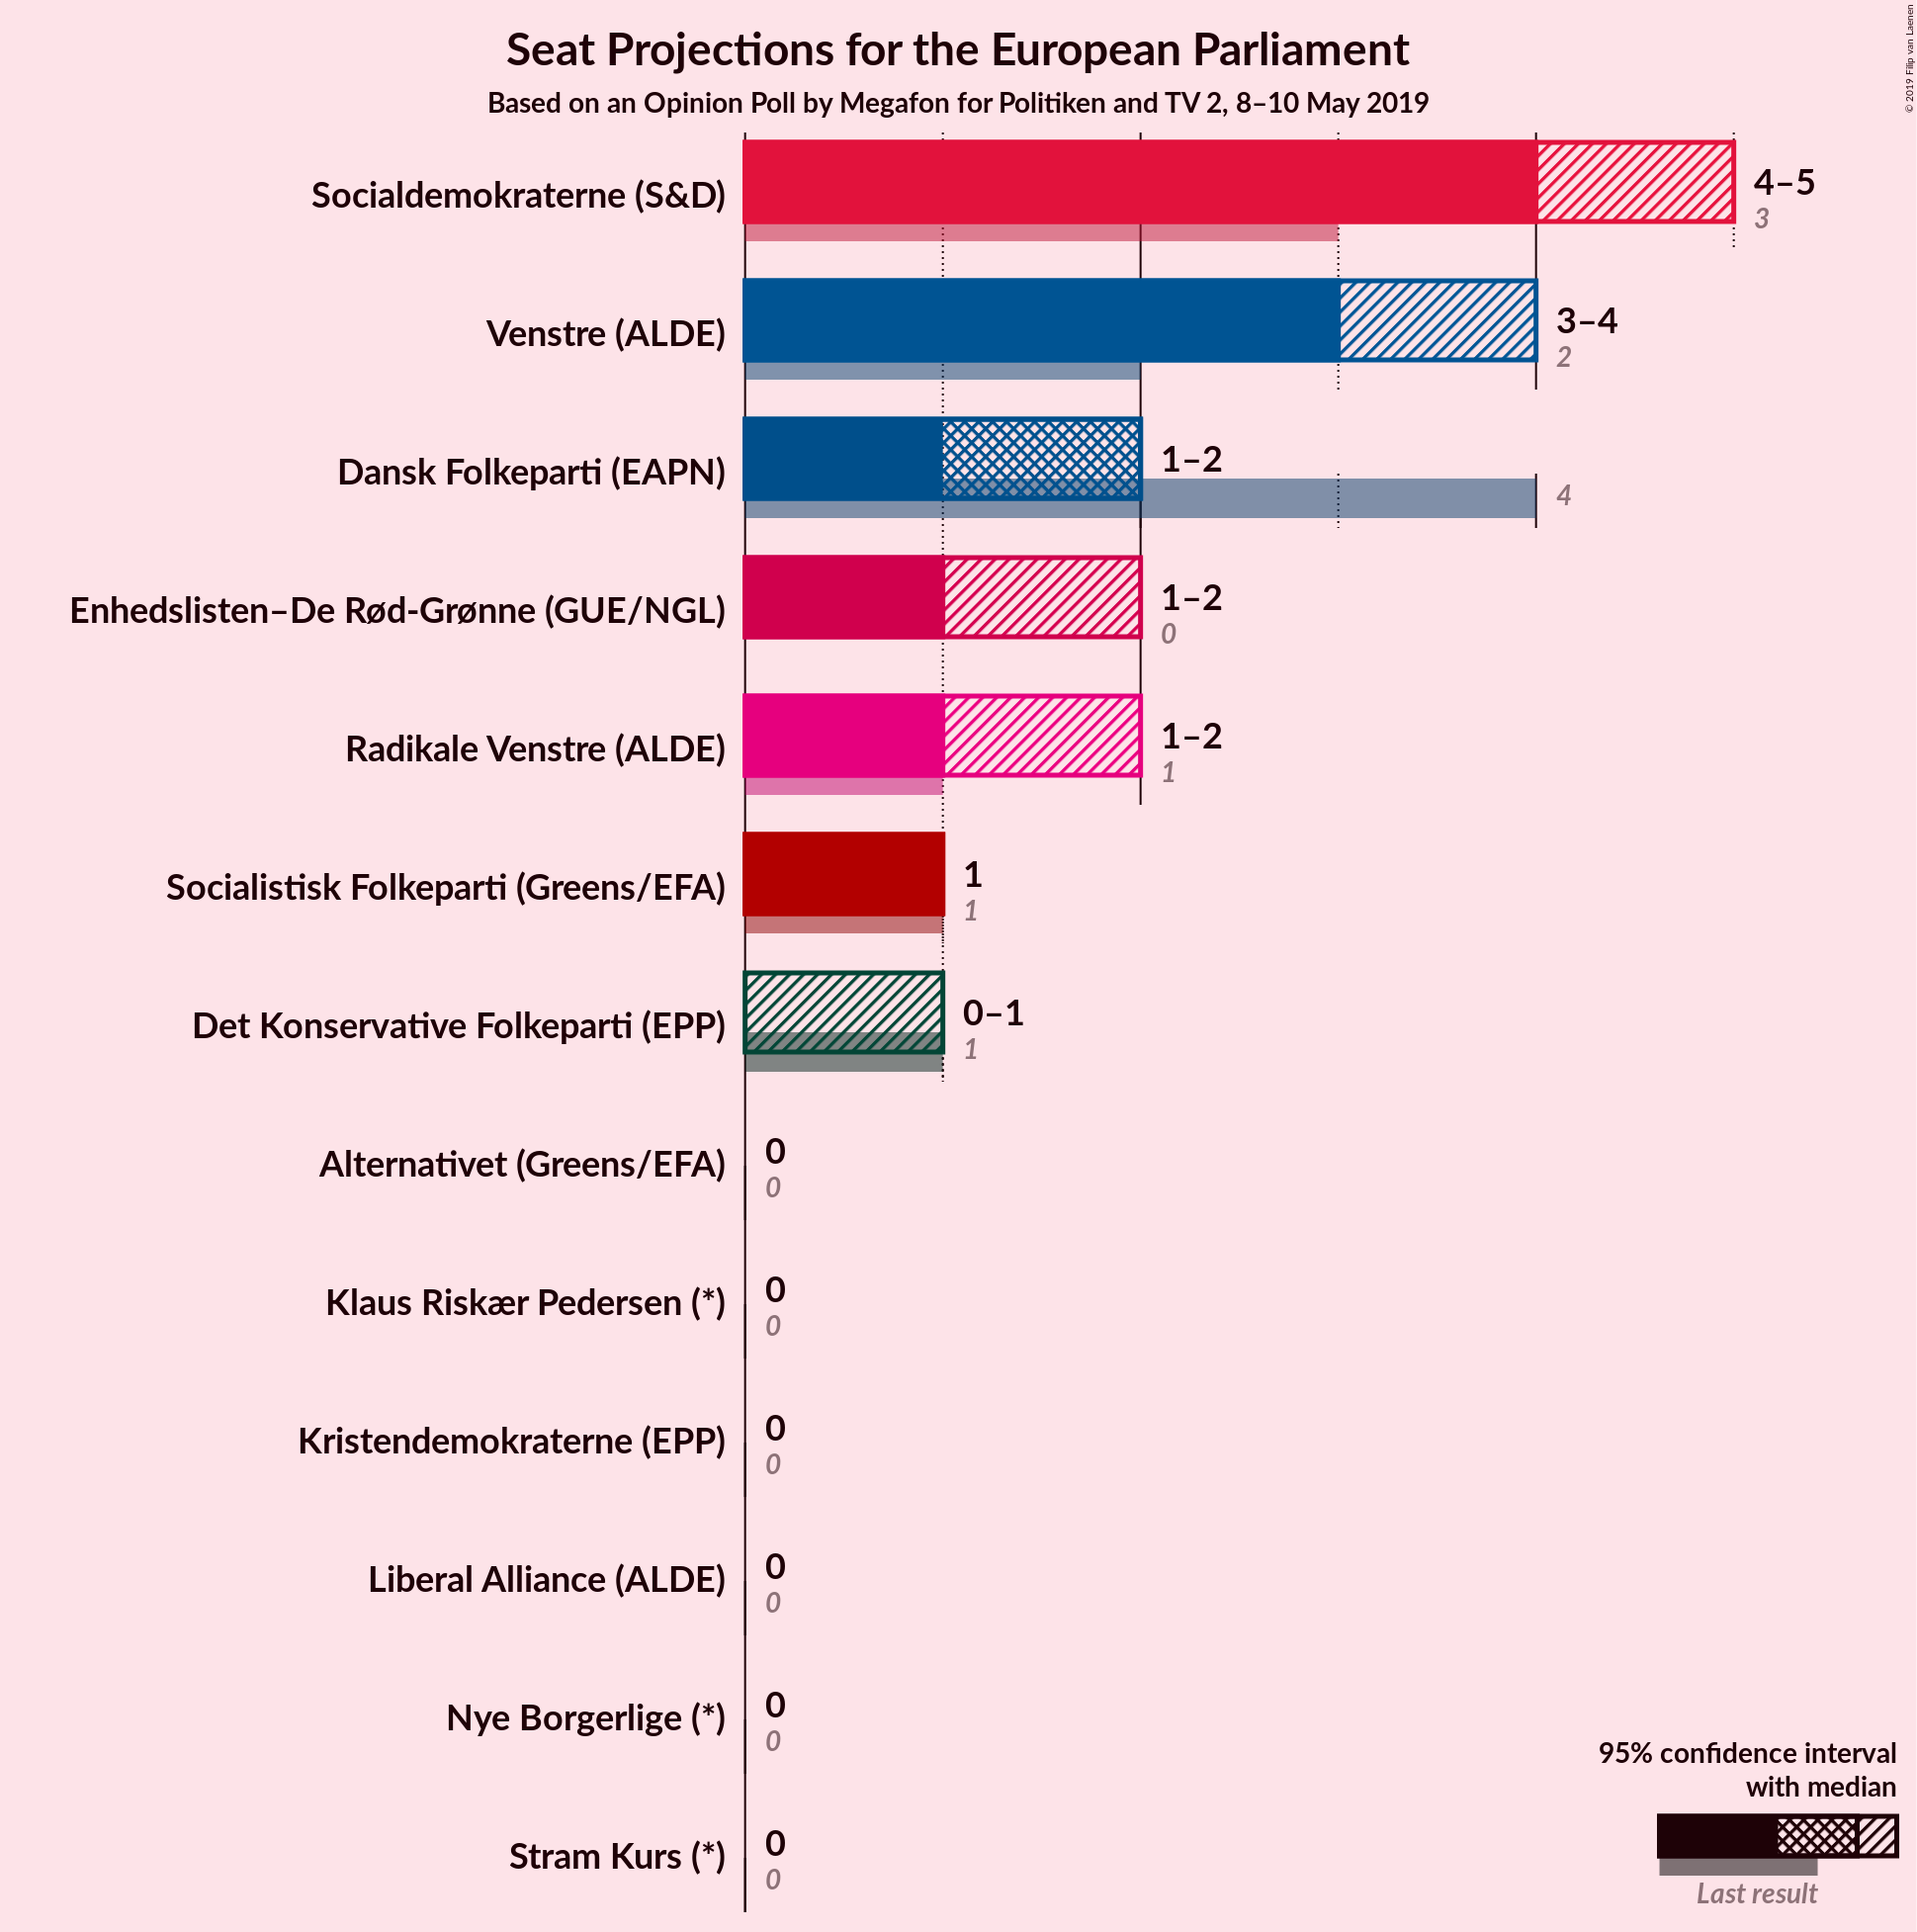 Seat Projections for the European Parliament
Based on an Opinion Poll by Megafon for Politiken and TV 2, 8–10 May 2019
© 2019 Filip van Laenen
Socialdemokraterne (S&D)
4–5
3
Venstre (ALDE)
3–4
2
Dansk Folkeparti (EAPN)
1–2
4
Enhedslisten–De Rød-Grønne (GUE/NGL)
1–2
0
Radikale Venstre (ALDE)
1–2
1
Socialistisk Folkeparti (Greens/EFA)
1
1
Det Konservative Folkeparti (EPP)
0–1
1
Alternativet (Greens/EFA)
0
0
Klaus Riskær Pedersen (*)
0
0
Kristendemokraterne (EPP)
0
0
Liberal Alliance (ALDE)
0
0
Nye Borgerlige (*)
0
0
Stram Kurs (*)
0
0
95% confidence interval
with median
Last result